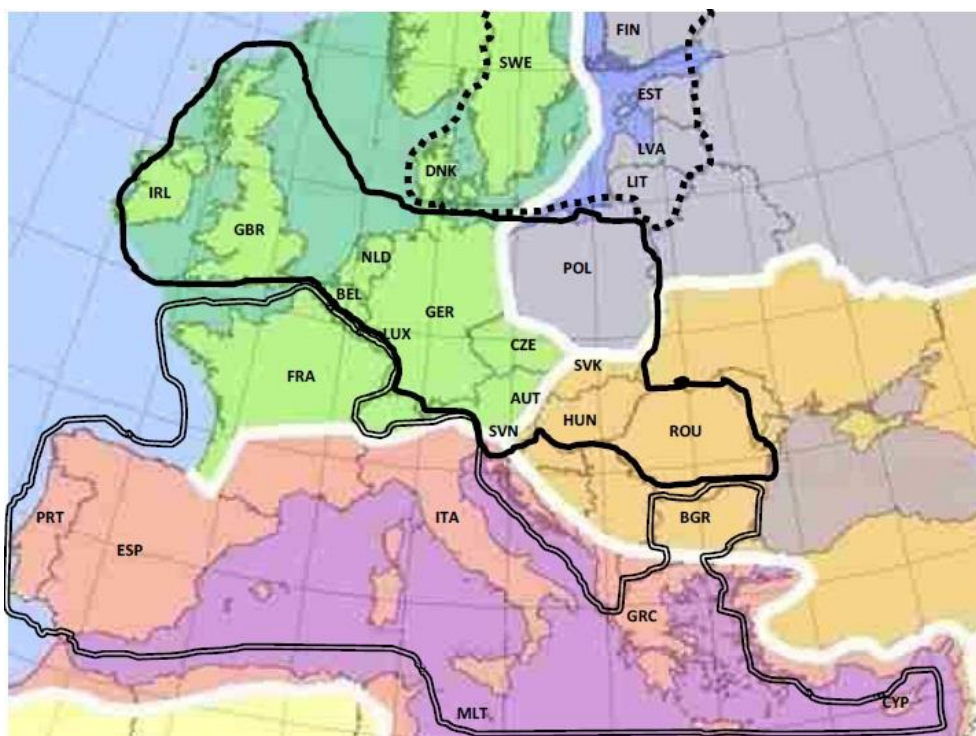 FIN
SWE
EST
LVA
DNK
LIT
IRL
GBR
NLD
POL
BEL
GER
LUX
CZE
SVK
FRA
AUT
HUN
SVN
ROU
PRT
ITA
BGR
ESP
GRC
CYP
MLT